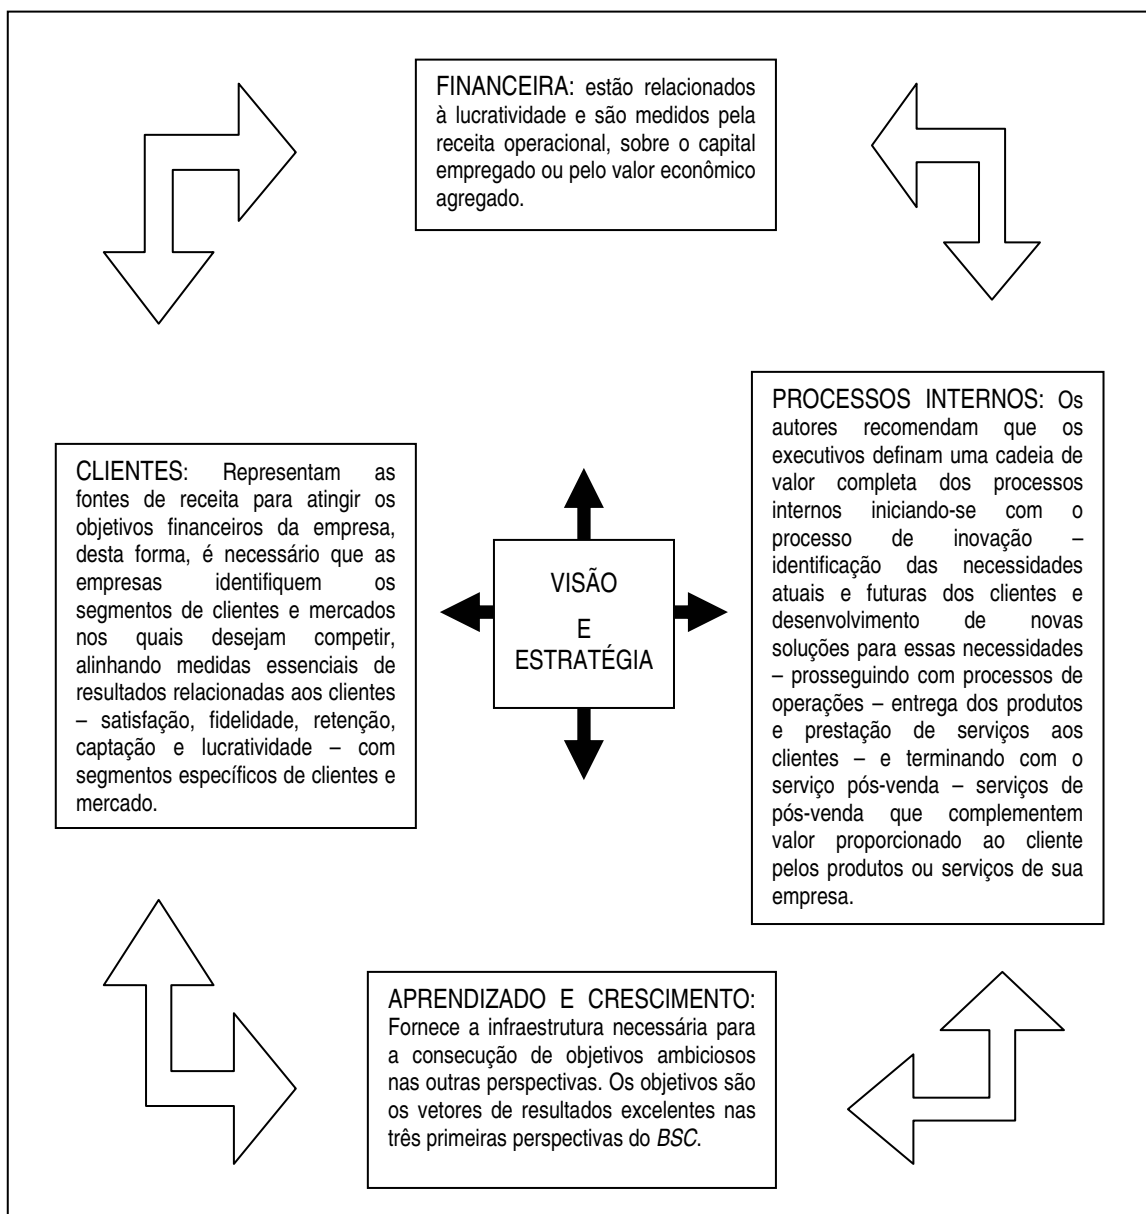 FINANCEIRA: estão relacionados
à lucratividade e são medidos pela
receita operacional, sobre o capital
empregado ou pelo valor econômico
agregado.
CLIENTES: Representam as
fontes de receita para atingir os
objetivos financeiros da empresa,
desta forma, é necessário que as
empresas identifiquem os
segmentos de clientes e mercados
nos quais desejam competir,
alinhando medidas essenciais de
resultados relacionadas aos clientes
– satisfação, fidelidade, retenção,
captação e lucratividade – com
segmentos específicos de clientes e
mercado.
VISÃO
E
ESTRATÉGIA
PROCESSOS INTERNOS: Os
autores recomendam que os
executivos definam uma cadeia de
valor completa dos processos
internos iniciando-se com o
processo de inovação –
identificação das necessidades
atuais e futuras dos clientes e
desenvolvimento de novas
soluções para essas necessidades
– prosseguindo com processos de
operações – entrega dos produtos
e prestação de serviços aos
clientes – e terminando com o
serviço pós-venda – serviços de
pós-venda que complementem
valor proporcionado ao cliente
pelos produtos ou serviços de sua
empresa.
APRENDIZADO E CRESCIMENTO:
Fornece a infraestrutura necessária para
a consecução de objetivos ambiciosos
nas outras perspectivas. Os objetivos são
os vetores de resultados excelentes nas
três primeiras perspectivas do BSC.